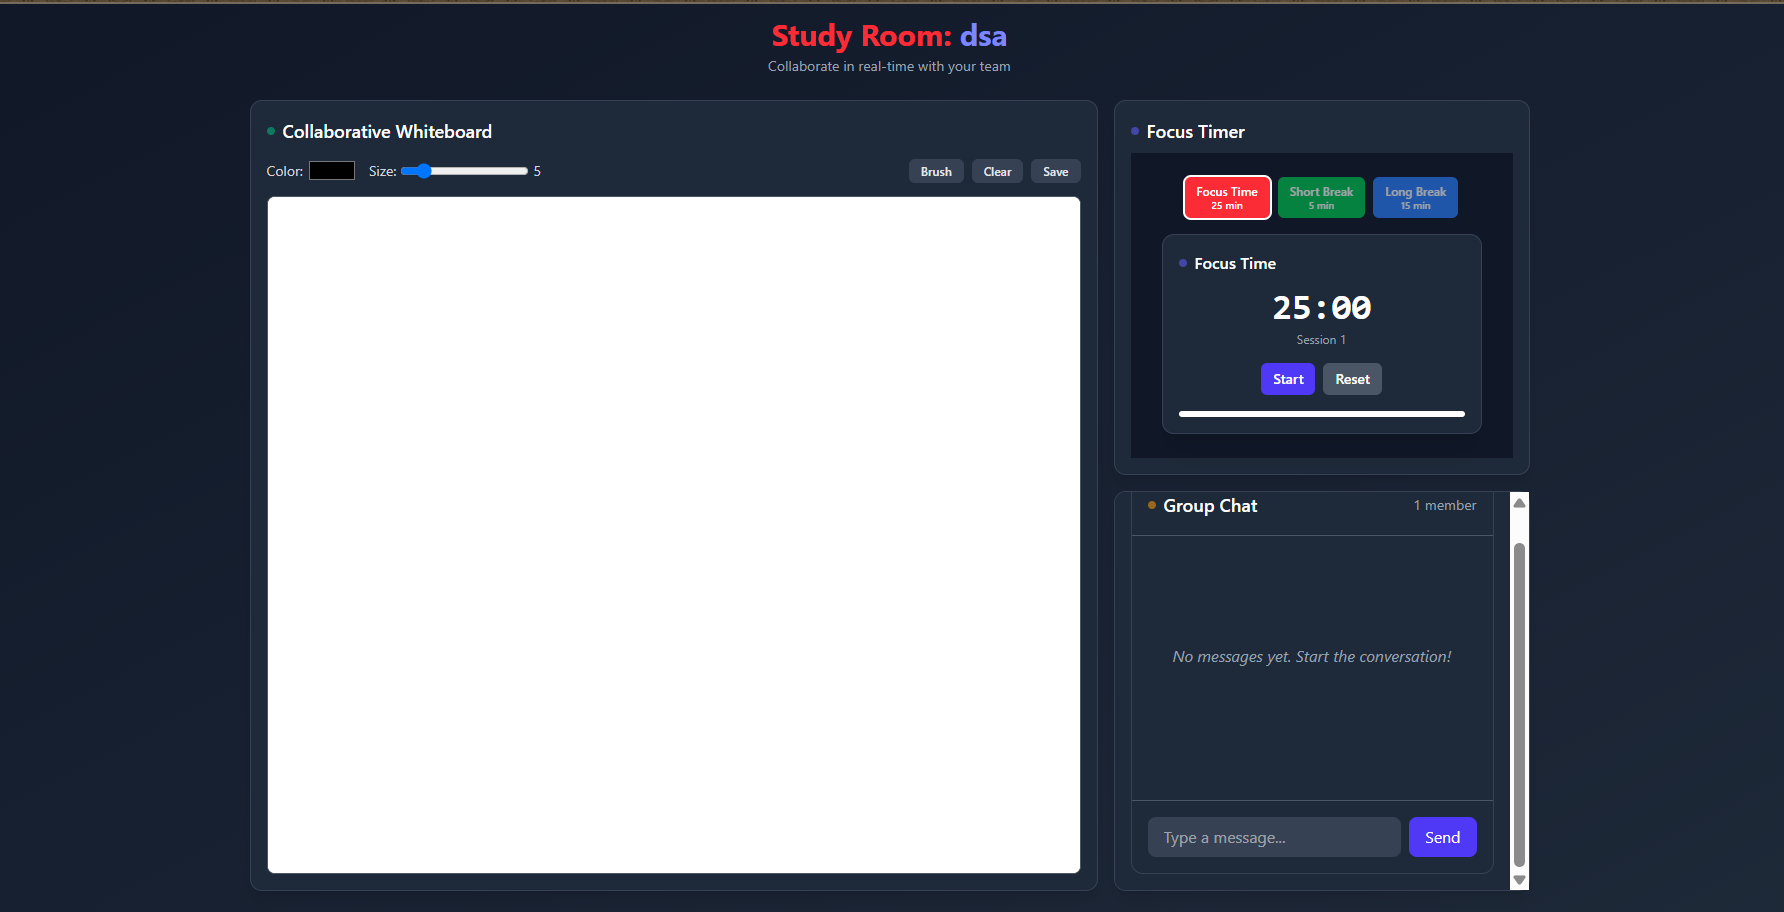 Study Room: dsa
Collaborate in real-time with your team
Collaborative Whiteboard
Color:
Size: 5
Brush
Clear
Save
Focus Timer
Focus Time
25 min
Short Break
5 min
Long Break
15 min
Focus Time
25:00
Session 1
Start
Reset
Group Chat
1 member
No messages yet. Start the conversation!
Type a message...
Send